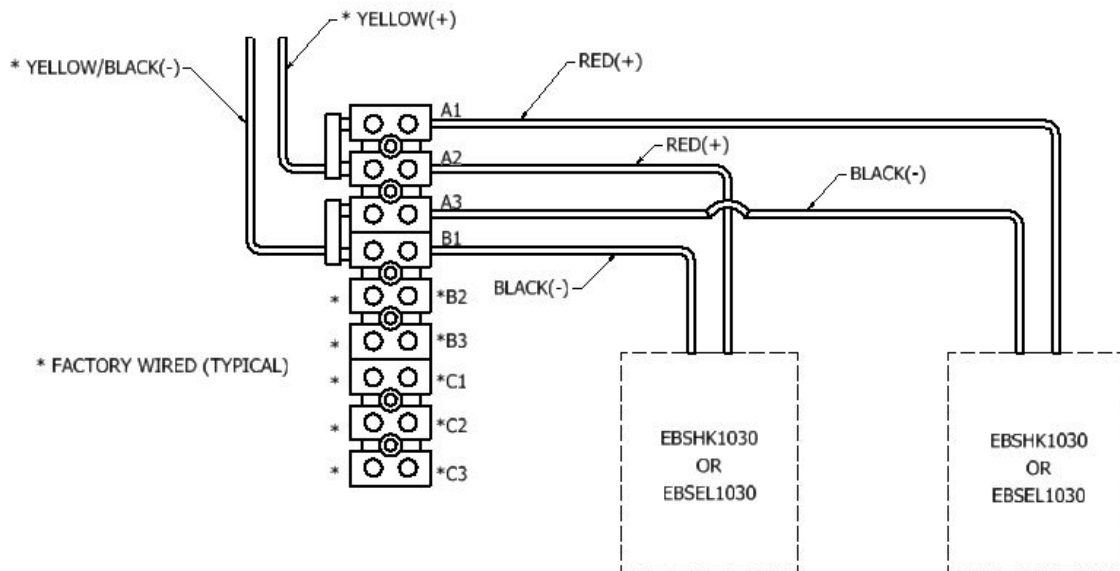 * YELLOW(+)
* YELLOW/BLACK(-)
RED(+)
A1
A2
RED(+)
BLACK(-)
A3
B1
BLACK(-)
* *B2
* *B3
* FACTORY WIRED (TYPICAL)
* *C1
* *C2
* *C3
EBSHK1030
OR
EBSEL1030
EBSHK1030
OR
EBSEL1030